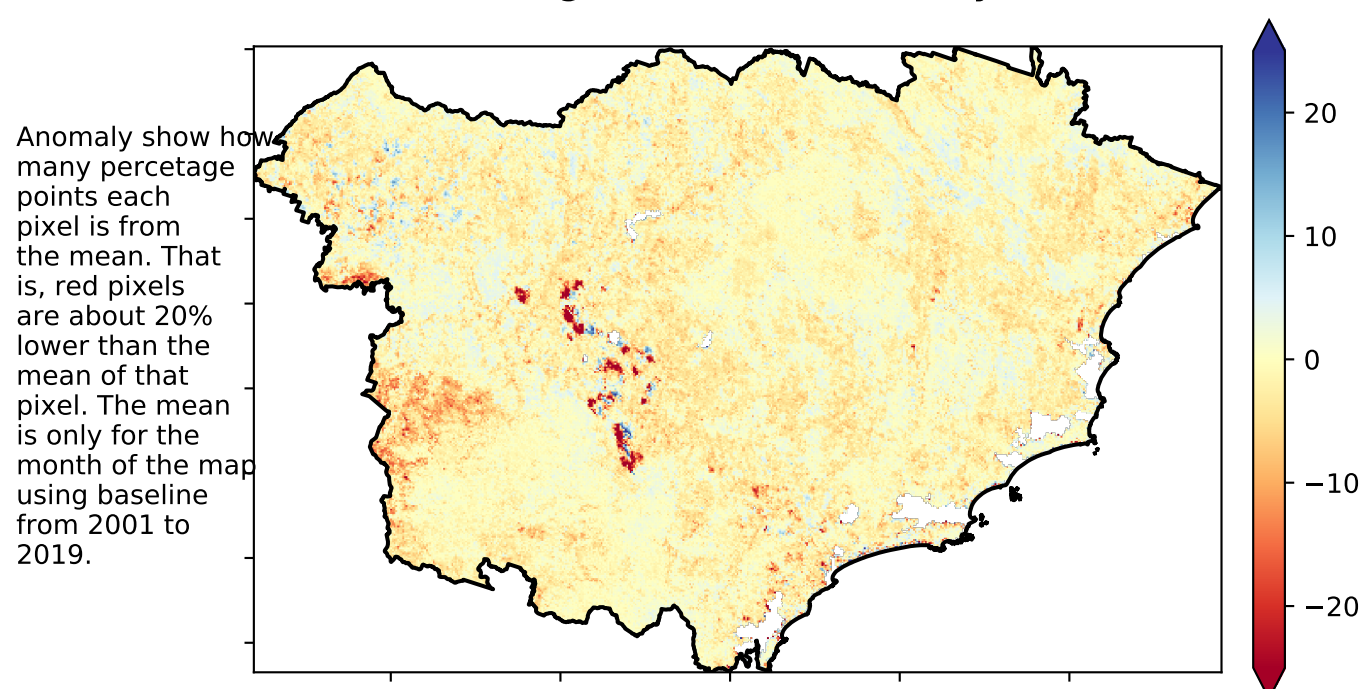 Anomaly show how
many percetage
points each
pixel is from
the mean. That
is, red pixels
are about 20%
lower than the
mean of that
pixel. The mean
is only for the
month of the map
using baseline
from 2001 to
2019.
20
10
0
−10
−20